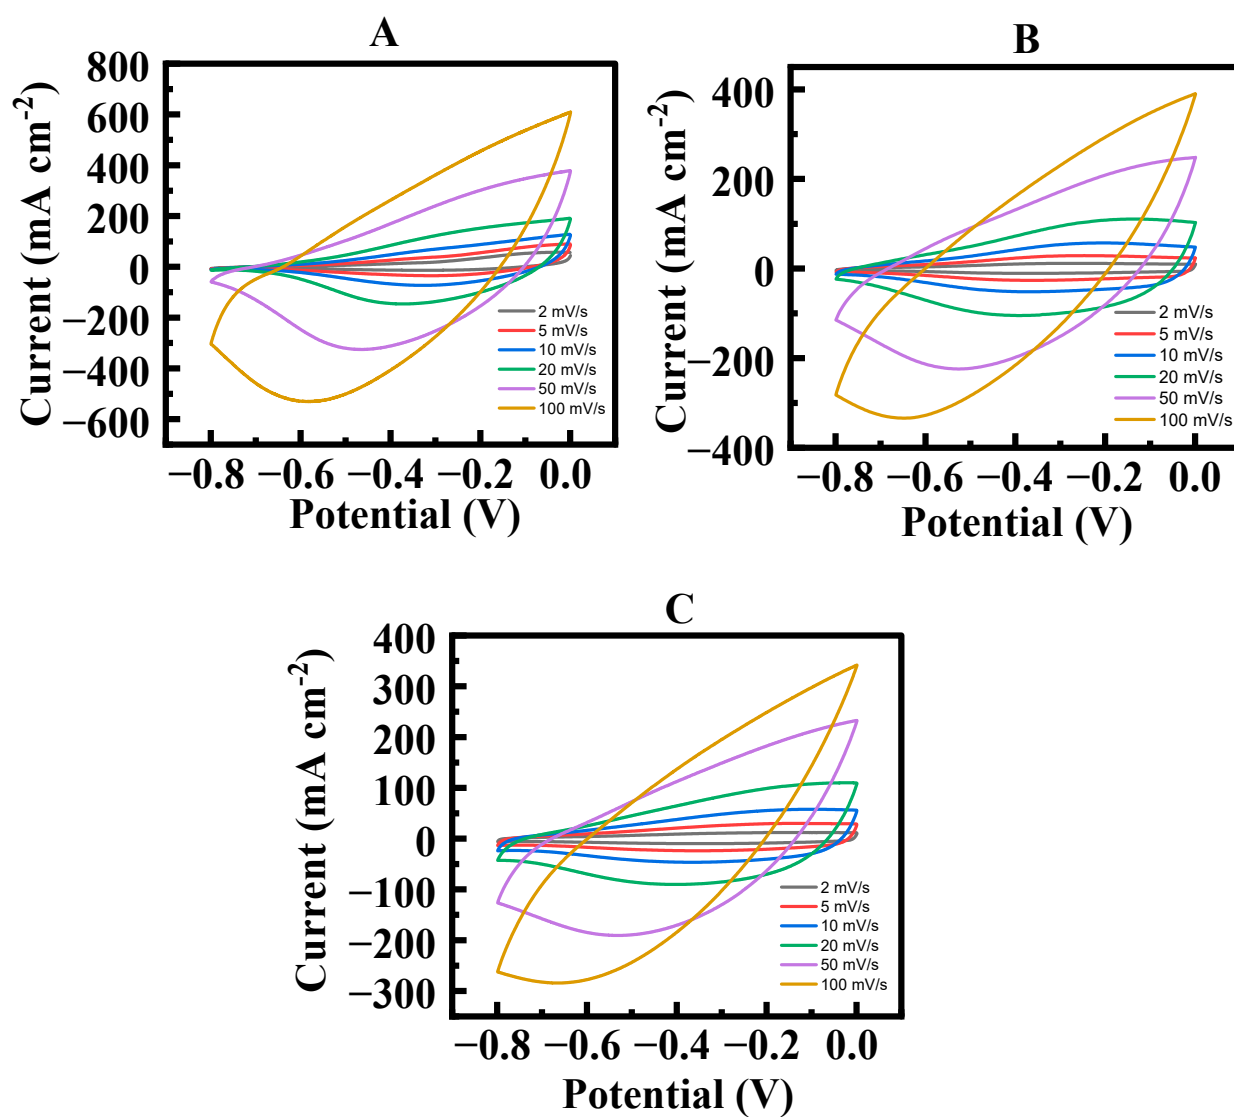 A
800
600
400
200
0
−200
−400
−600
Current (mA cm-2)
2 mV/s
5 mV/s
10 mV/s
20 mV/s
50 mV/s
100 mV/s
−0.8 −0.6 −0.4 −0.2 0.0
Potential (V)
B
400
200
0
−200
−400
Current (mA cm-2)
2 mV/s
5 mV/s
10 mV/s
20 mV/s
50 mV/s
100 mV/s
−0.8 −0.6 −0.4 −0.2 0.0
Potential (V)
C
400
300
200
100
0
−100
−200
−300
Current (mA cm-2)
2 mV/s
5 mV/s
10 mV/s
20 mV/s
50 mV/s
100 mV/s
−0.8 −0.6 −0.4 −0.2 0.0
Potential (V)